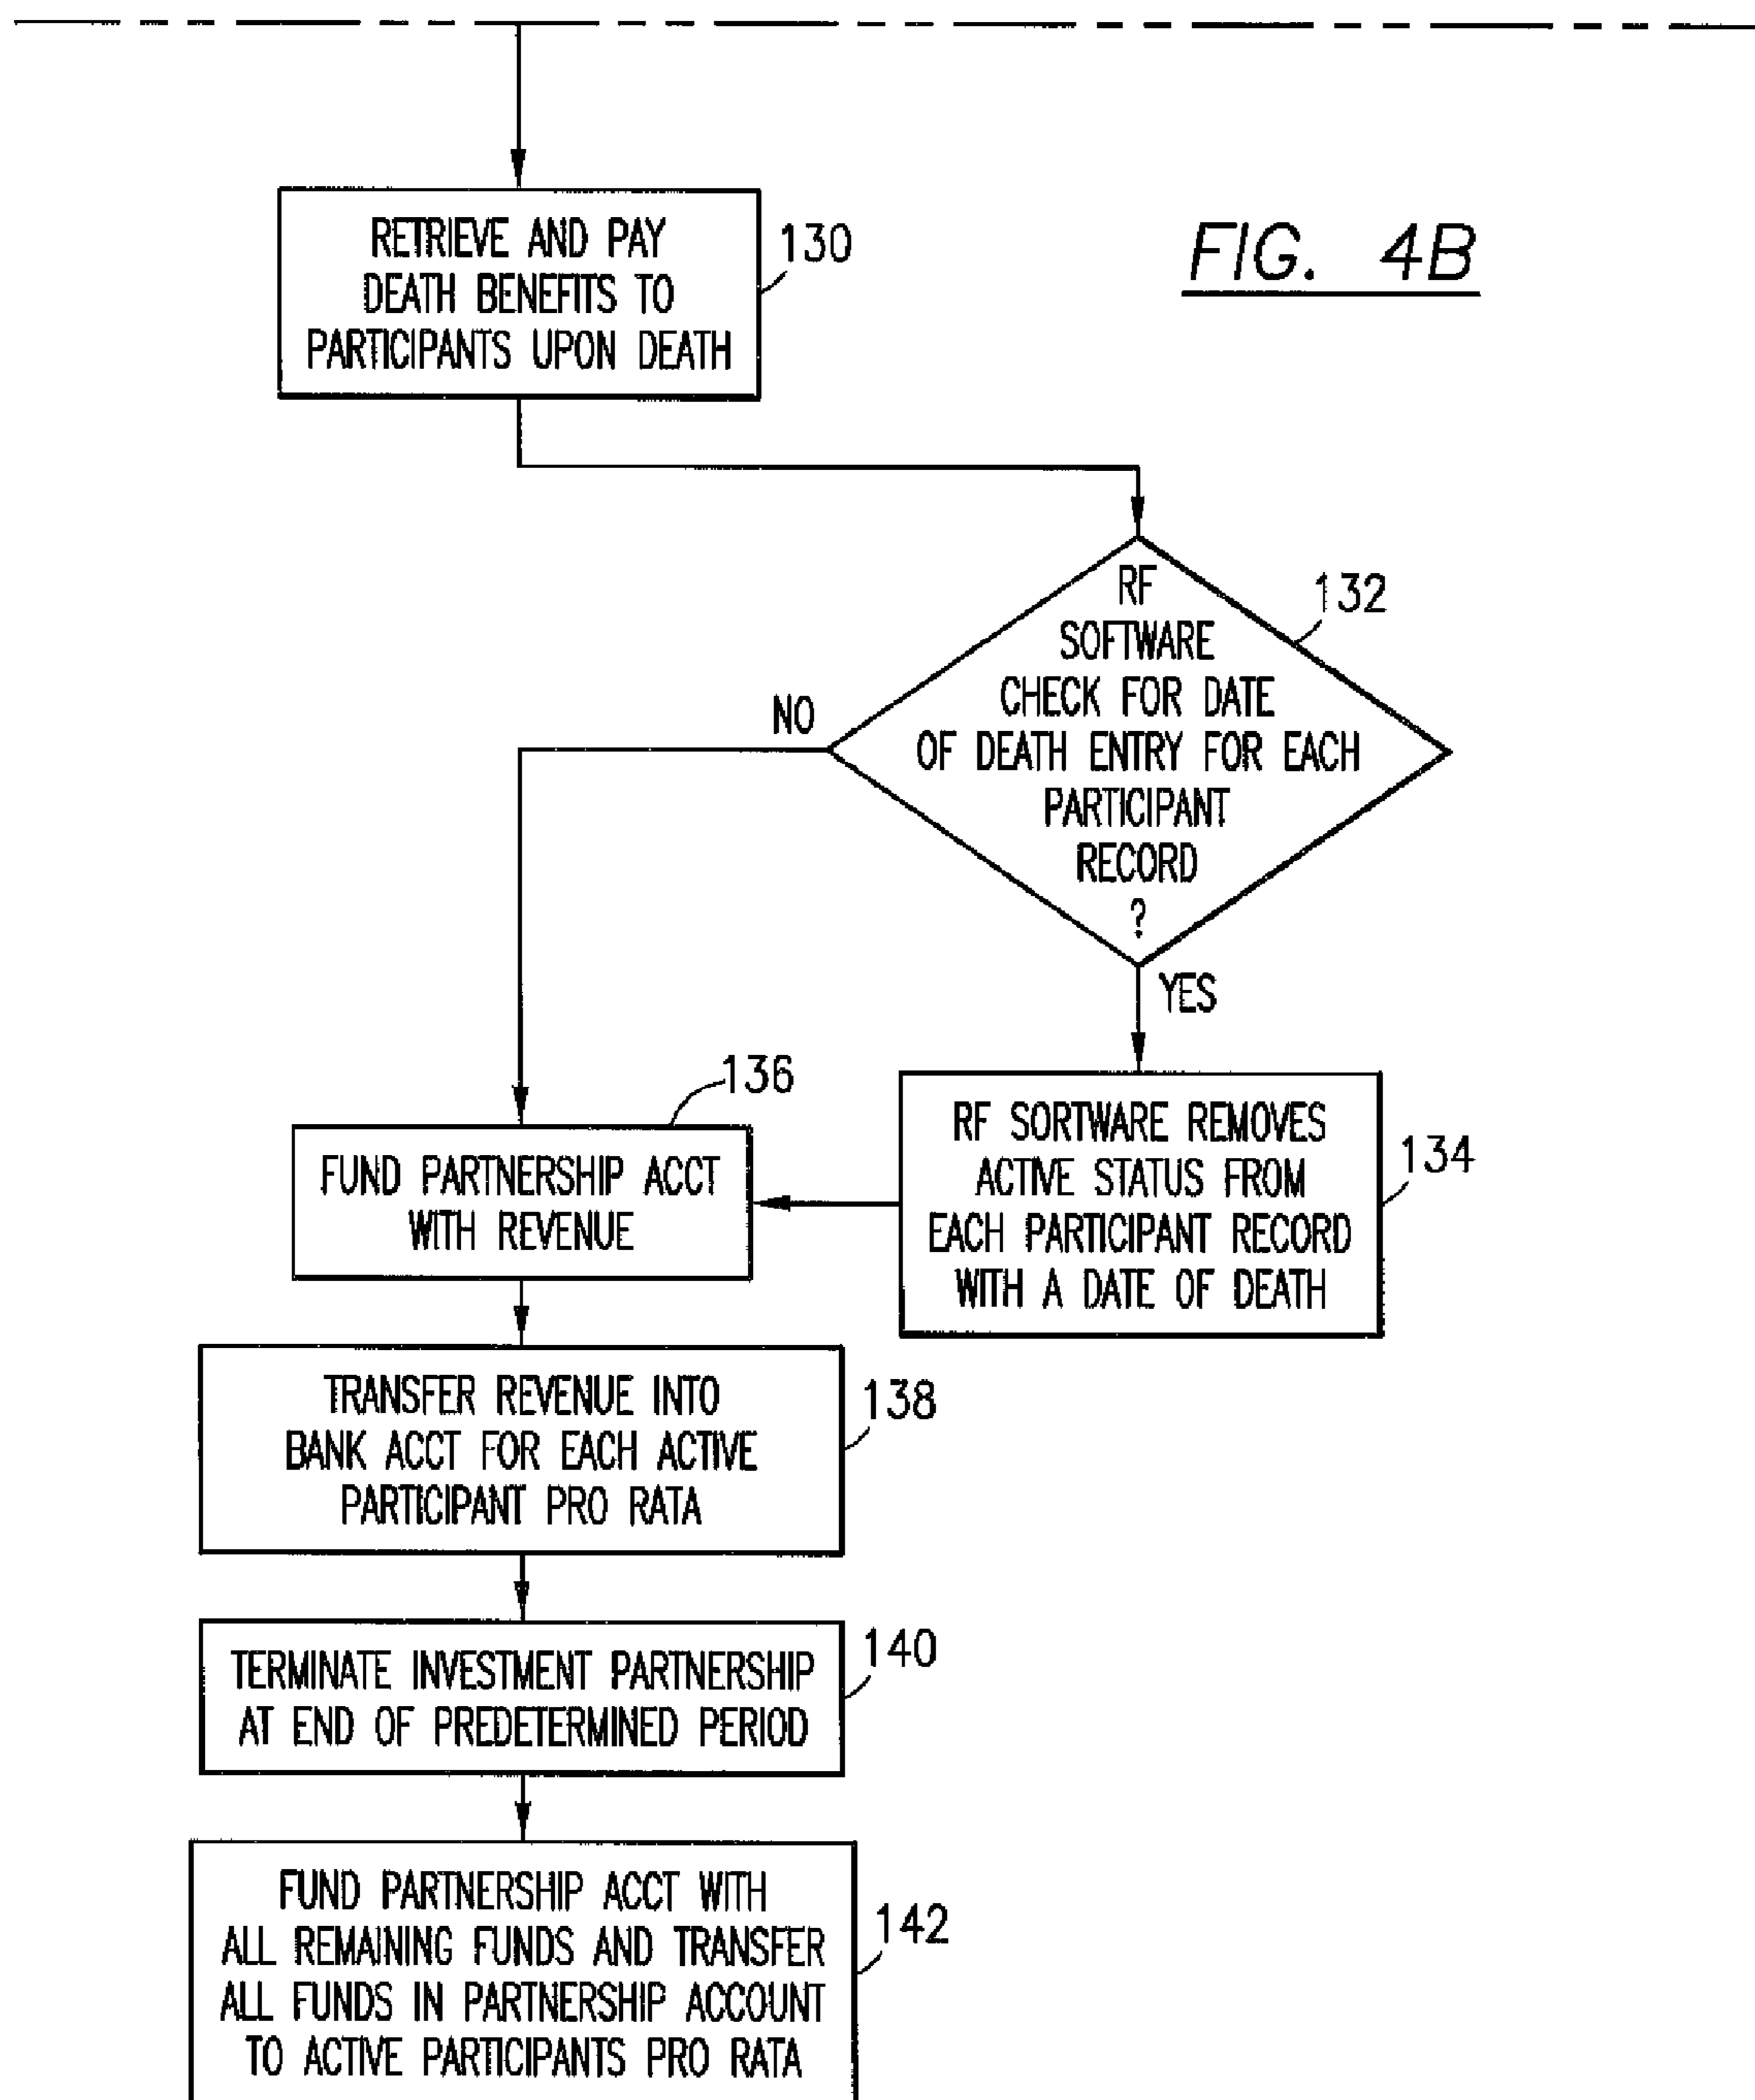 RETRIEVE AND PAY
DEATH BENEFITS TO
PARTICIPANTS UPON DEATH
130
FIG. 4B
RF
SOFTWARE
CHECK FOR DATE
OF DEATH ENTRY FOR EACH
PARTICIPANT
RECORD
?
132
NO
YES
136
FUND PARTNERSHIP ACCT
WITH REVENUE
RF SORTWARE REMOVES
ACTIVE STATUS FROM
EACH PARTICIPANT RECORD
WITH A DATE OF DEATH
134
TRANSFER REVENUE INTO
BANK ACCT FOR EACH ACTIVE
PARTICIPANT PRO RATA
138
TERMINATE INVESTMENT PARTNERSHIP
AT END OF PREDETERMINED PERIOD
140
FUND PARTNERSHIP ACCT WITH
ALL REMAINING FUNDS AND TRANSFER
ALL FUNDS IN PARTNERSHIP ACCOUNT
TO ACTIVE PARTICIPANTS PRO RATA
142